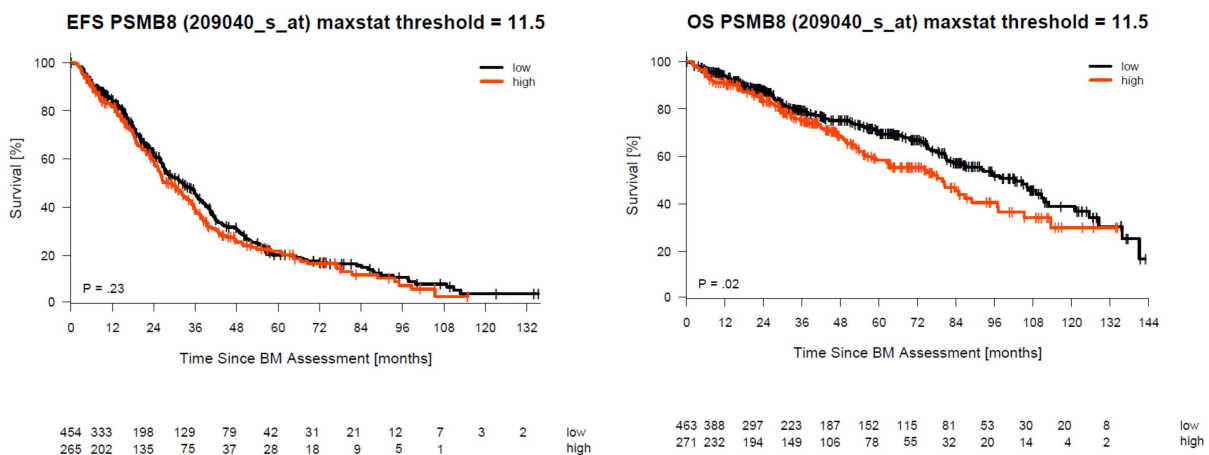 EFS PSMB8 (209040_s_at) maxstat threshold = 11.5
low
high
100
80
60
40
20
0
Survival [%]
P = .23
0 12 24 36 48 60 72 84 96 108 120 132
Time Since BM Assessment [months]
454 333 198 129 79 42 31 21 12 7 3 2 low
265 202 135 75 37 28 18 9 5 1 high
OS PSMB8 (209040_s_at) maxstat threshold = 11.5
low
high
100
80
60
40
20
0
Survival [%]
P = .02
0 12 24 36 48 60 72 84 96 108 120 132 144
Time Since BM Assessment [months]
463 388 297 223 187 152 115 81 53 30 20 8 low
271 232 194 149 106 78 55 32 20 14 4 2 high